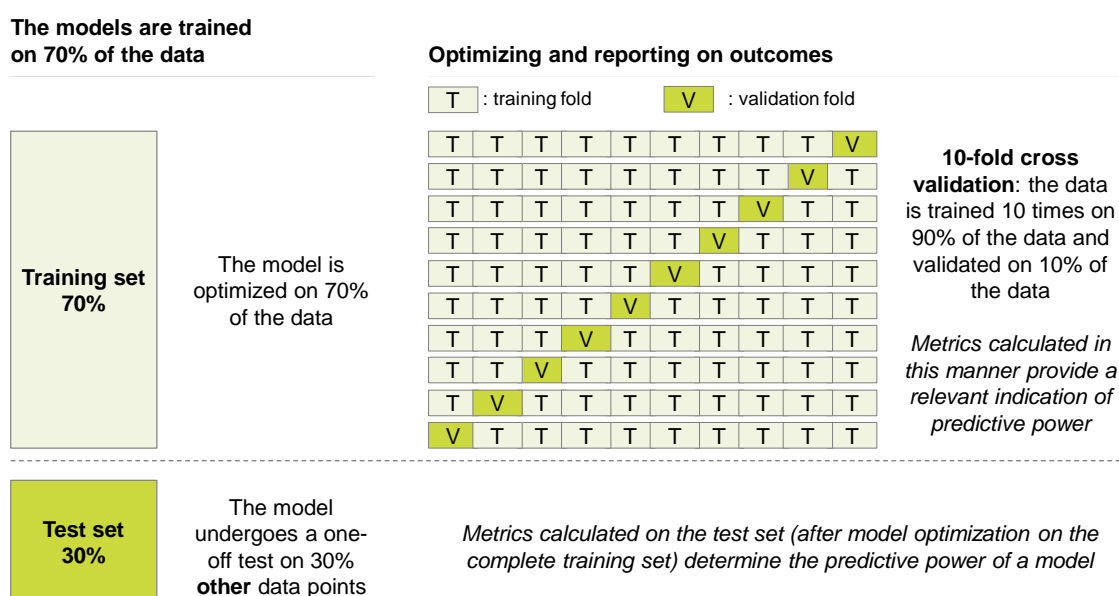 The models are trained
on 70% of the data
Optimizing and reporting on outcomes
T : training fold V : validation fold
Training set
70%
The model is
optimized on 70%
of the data
T T T T T T T T T V
T T T T T T T T V T
T T T T T T T V T T
T T T T T T V T T T
T T T T T V T T T T
T T T T V T T T T T
T T T V T T T T T T
T T V T T T T T T T
T V T T T T T T T T
V T T T T T T T T T
10-fold cross
validation: the data
is trained 10 times on
90% of the data and
validated on 10% of
the data
Metrics calculated in
this manner provide a
relevant indication of
predictive power
Test set
30%
The model
undergoes a one-
off test on 30%
other data points
Metrics calculated on the test set (after model optimization on the
complete training set) determine the predictive power of a model